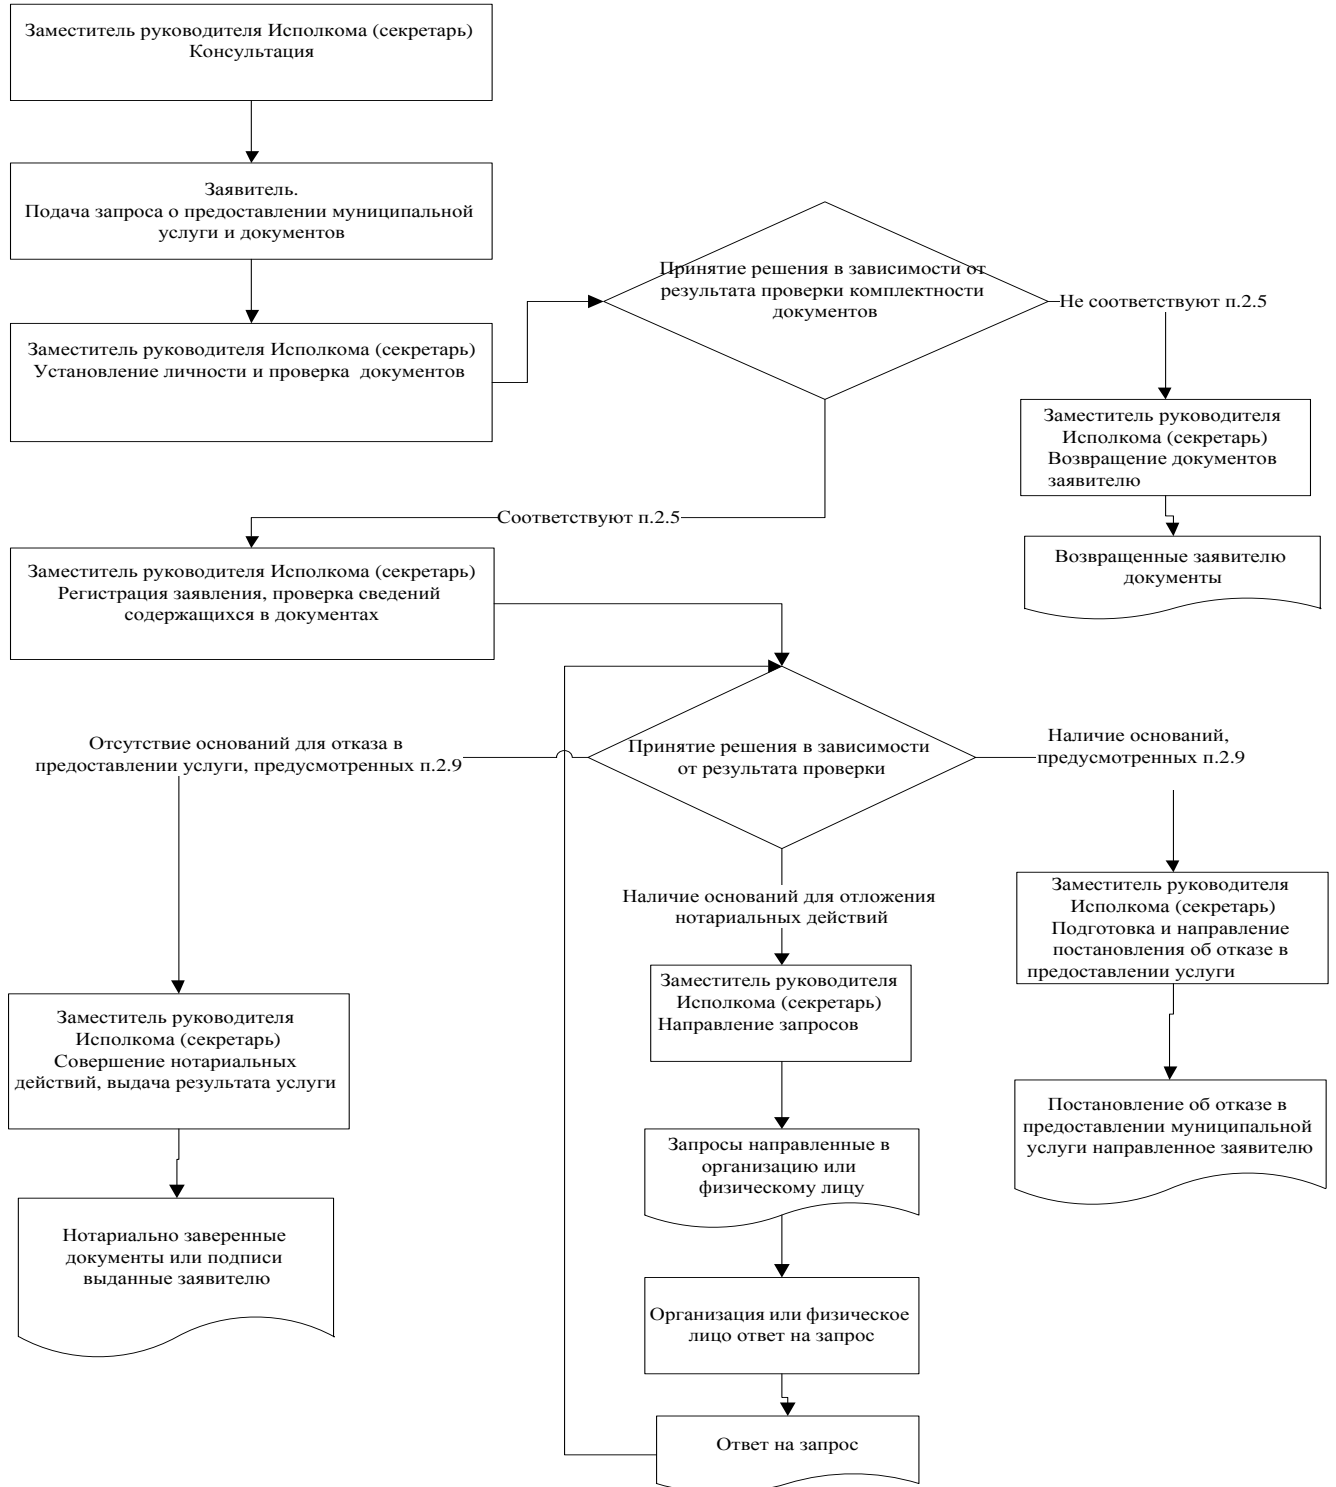 Заместитель руководителя Исполкома (секретарь)
Консультация
Заявитель.
Подача запроса о предоставлении муниципальной
услуги и документов
Заместитель руководителя Исполкома (секретарь)
Установление личности и проверка документов
Принятие решения в зависимости от
результата проверки комплектности
документов
Не соответствуют п.2.5
Заместитель руководителя
Исполкома (секретарь)
Возвращение документов
заявителю
Возвращенные заявителю
документы
Соответствуют п.2.5
Заместитель руководителя Исполкома (секретарь)
Регистрация заявления, проверка сведений
содержащихся в документах
Принятие решения в зависимости
от результата проверки
Отсутствие оснований для отказа в
предоставлении услуги, предусмотренных п.2.9
Наличие оснований,
предусмотренных п.2.9
Наличие оснований для отложения
нотариальных действий
Заместитель руководителя
Исполкома (секретарь)
Совершение нотариальных
действий, выдача результата услуги
Нотариально заверенные
документы или подписи
выданные заявителю
Заместитель руководителя
Исполкома (секретарь)
Направление запросов
Запросы направленные в
организацию или
физическому лицу
Организация или физическое
лицо ответ на запрос
Ответ на запрос
Заместитель руководителя
Исполкома (секретарь)
Подготовка и направление
постановления об отказе в
предоставлении услуги
Постановление об отказе в
предоставлении муниципальной
услуги направленное заявителю